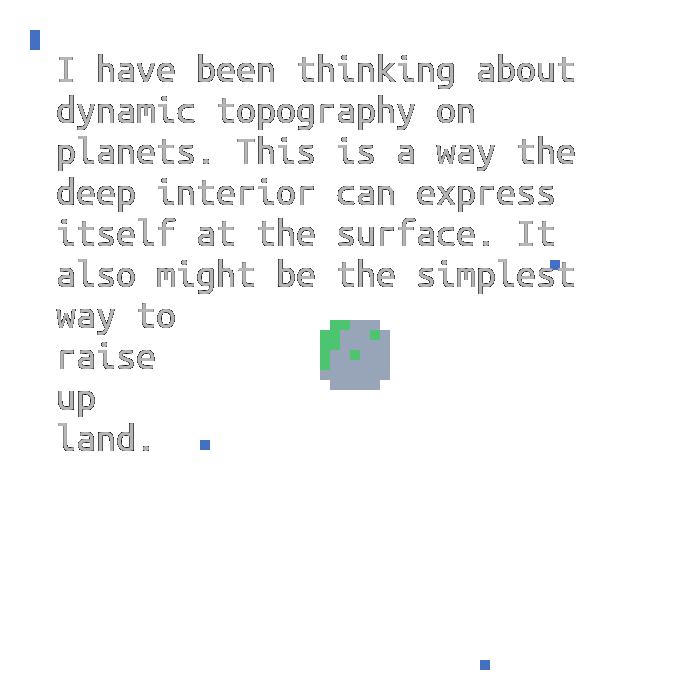 I have been thinking about
dynamic topography on
planets. This is a way the
deep interior can express
itself at the surface. It
also might be the simplest
way to
raise
up
land.